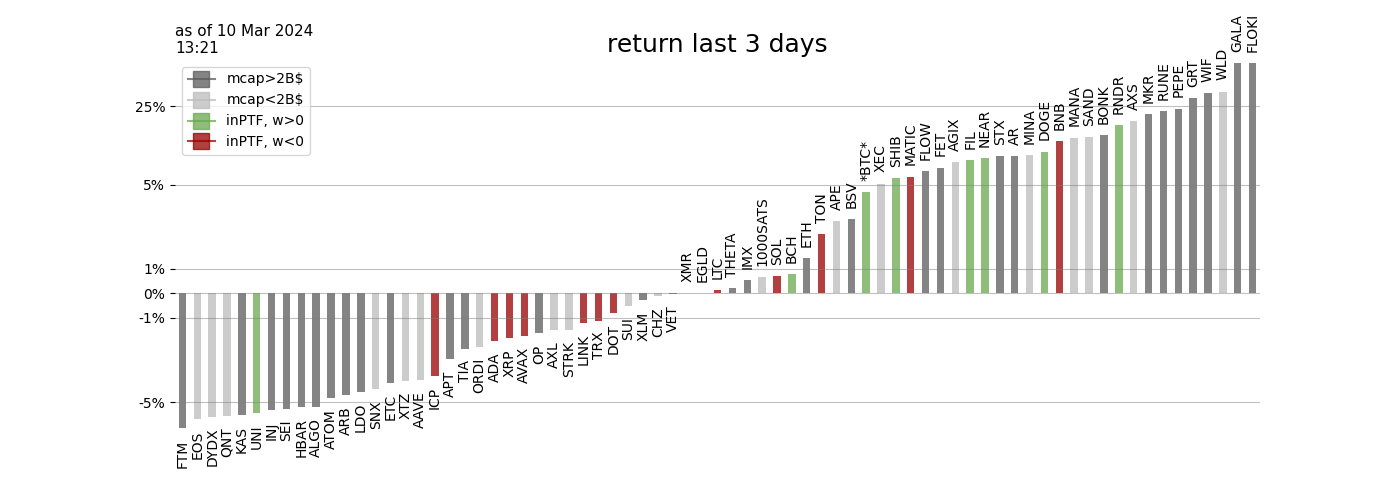 as of 10 Mar 2024
13:21
return last 3 days
mcap>2B$
mcap<2B$
inPTF, w>0
inPTF, w<0
25%
5%
1%
0%
-1%
-5%
FTM
EOS
DYDX
QNT
KAS
UNI
INJ
SEI
HBAR
ALGO
ATOM
ARB
LDO
SNX
ETC
XTZ
AAVE
ICP
APT
TIA
ORDI
ADA
XRP
AVAX
OP
AXL
STRK
LINK
TRX
DOT
SUI
XLM
CHZ
VET
XMR
EGLD
LTC
THETA
IMX
1000SATS
SOL
BCH
ETH
TON
APE
BSV
*BTC*
XEC
SHIB
MATIC
FLOW
FET
AGIX
FIL
NEAR
STX
AR
MINA
DOGE
BNB
MANA
SAND
BONK
RNDR
AXS
MKR
RUNE
PEPE
GRT
WIF
WLD
GALA
FLOKI